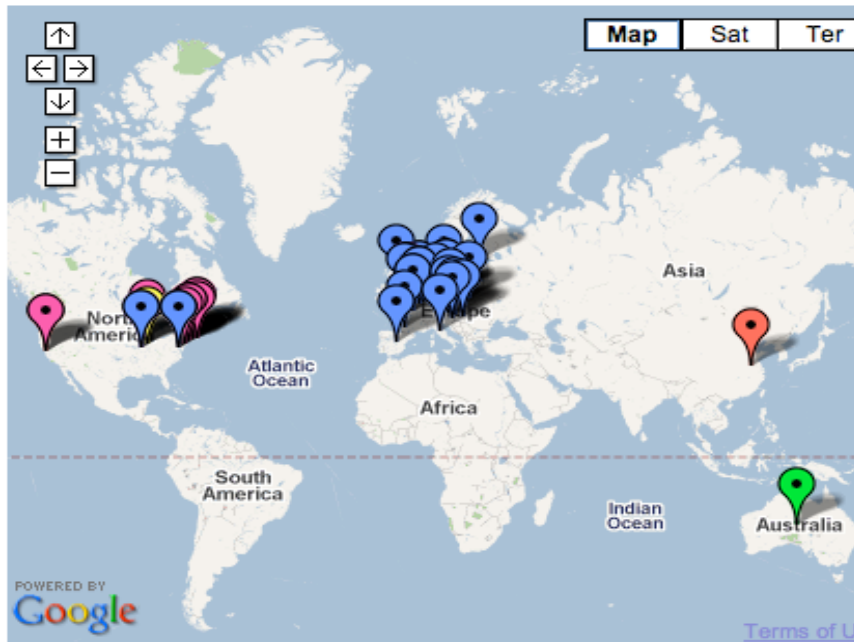 Map Sat Ter
Asia
North
America
Europe
Atlantic
Ocean
Africa
South
America
Indian
Ocean
Australia
POWERED BY
Google
Terms of U